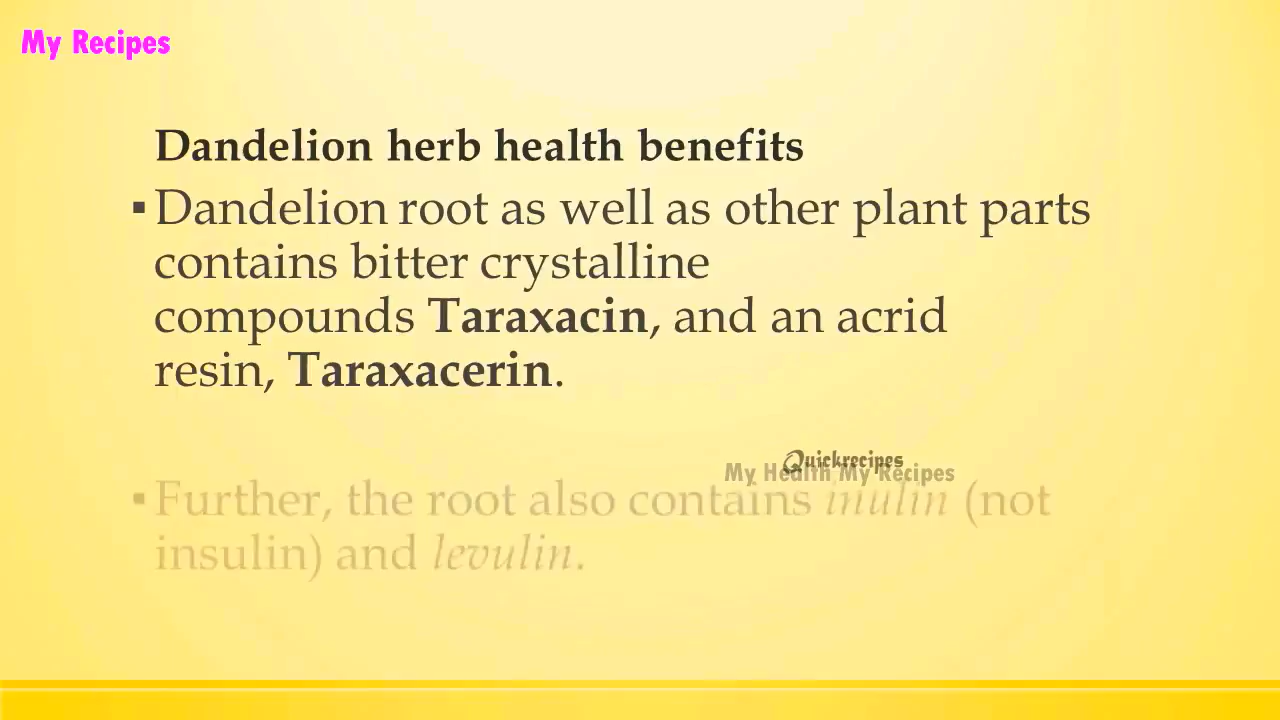 My Recipes
Dandelion herb health benefits
▪ Dandelion root as well as other plant parts
contains bitter crystalline
compounds Taraxacin, and an acrid
resin, Taraxacerin.
Quickrecipes
My Health My Recipes
▪ Further, the root also contains inulin (not
insulin) and levulin.